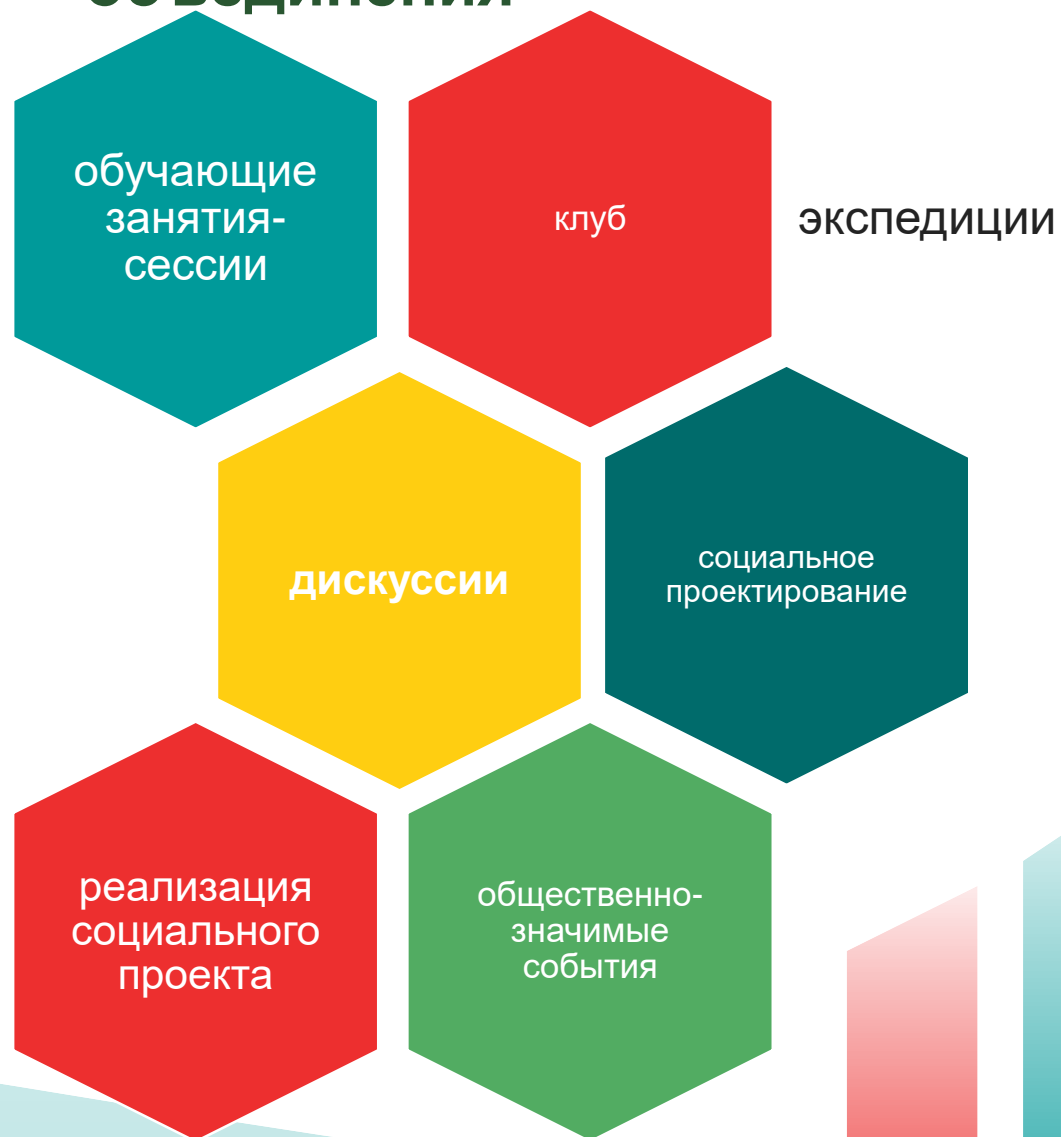 обучающие
занятия-
сессии
клуб
экспедиции
дискуссии
социальное
проектирование
реализация
социального
проекта
общественно-
значимые
события